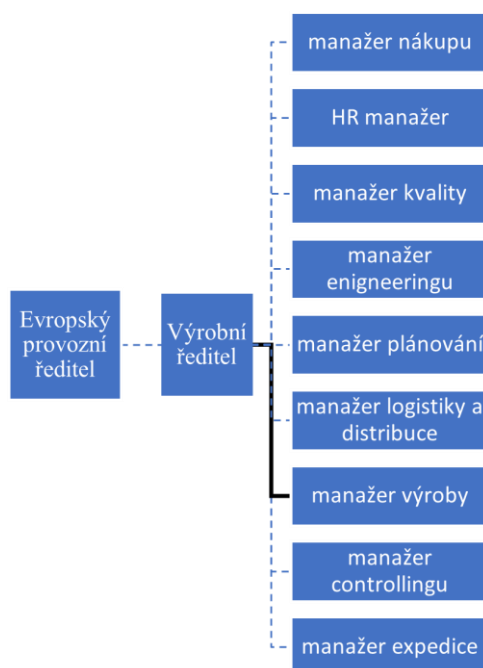 manažer nákupu
HR manažer
manažer kvality
manažer
enigneeringu
Evropský
provozní
ředitel
Výrobní
ředitel
manažer plánování
manažer logistiky a
distribuce
manažer výroby
manažer
controllingu
manažer expedice